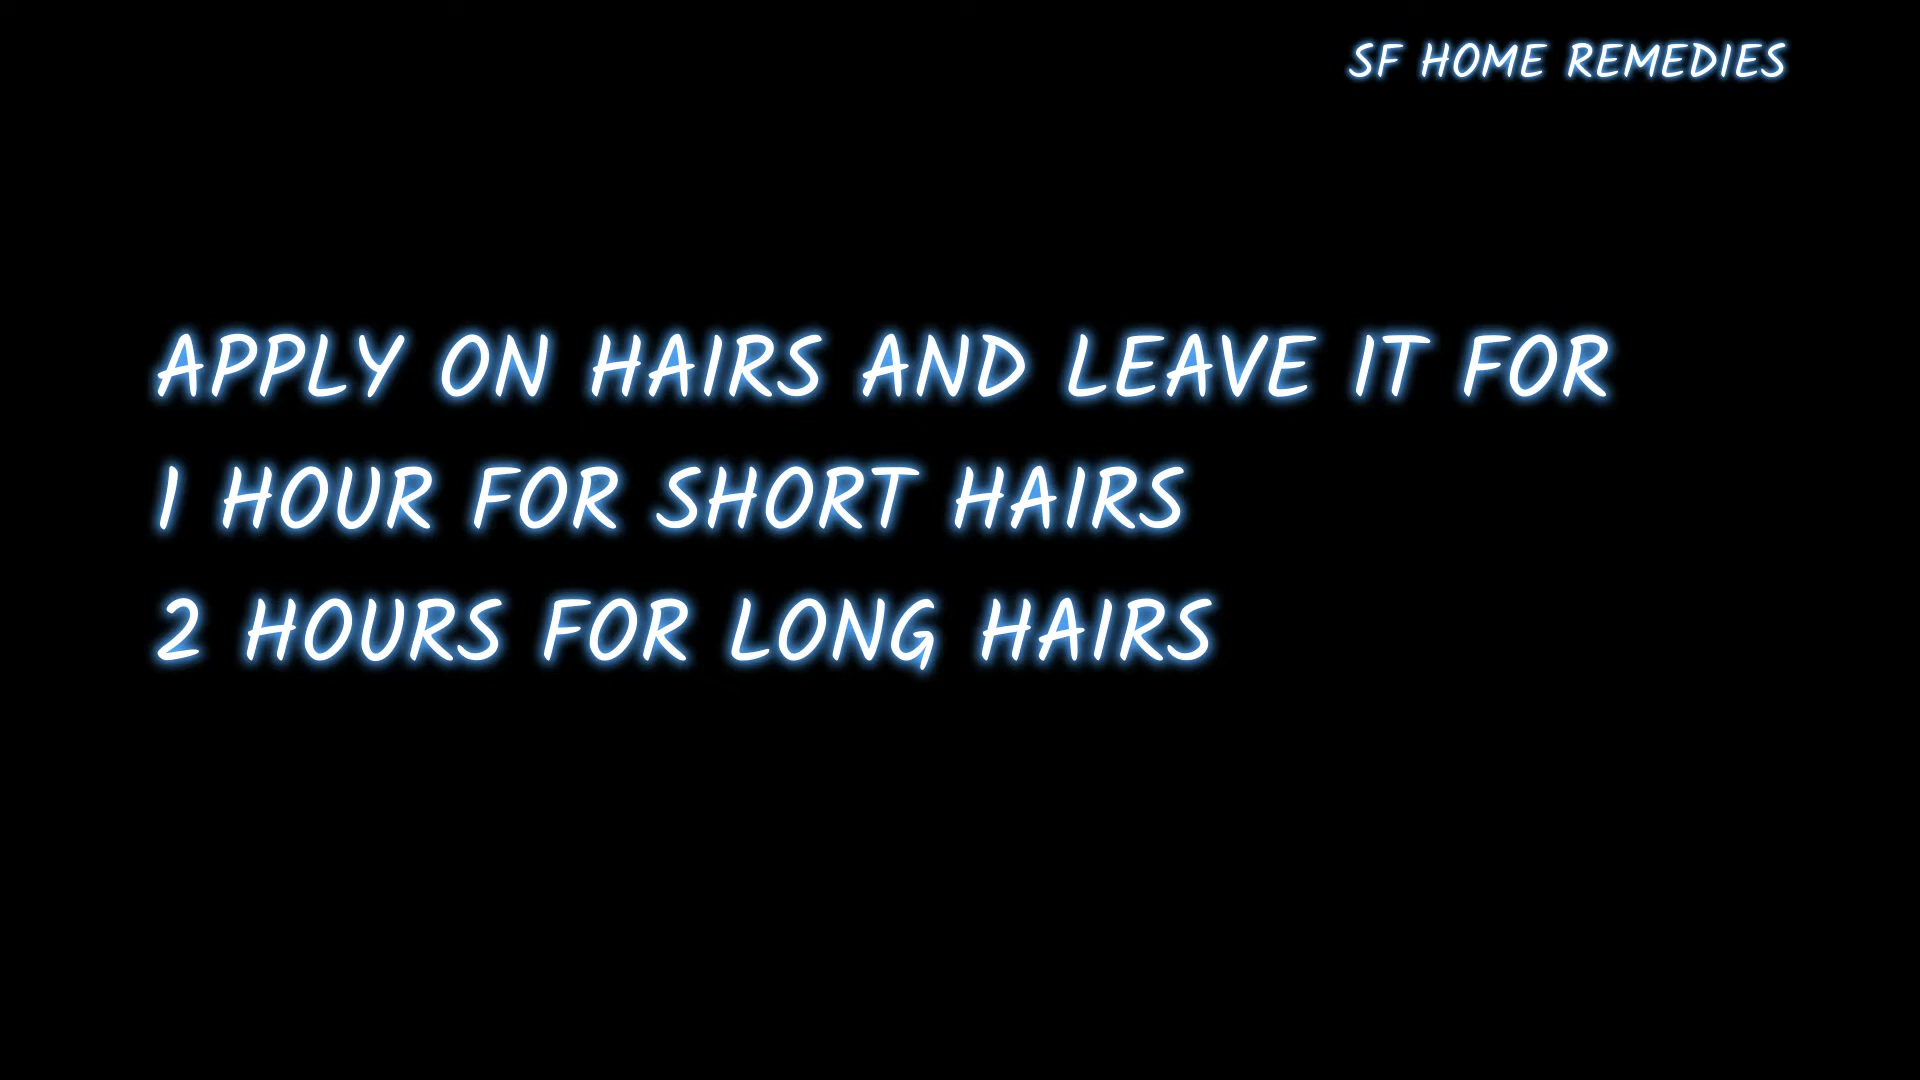 SF HOME REMEDIES
APPLY ON HAIRS AND LEAVE IT FOR
1 HOUR FOR SHORT HAIRS
2 HOURS FOR LONG HAIRS